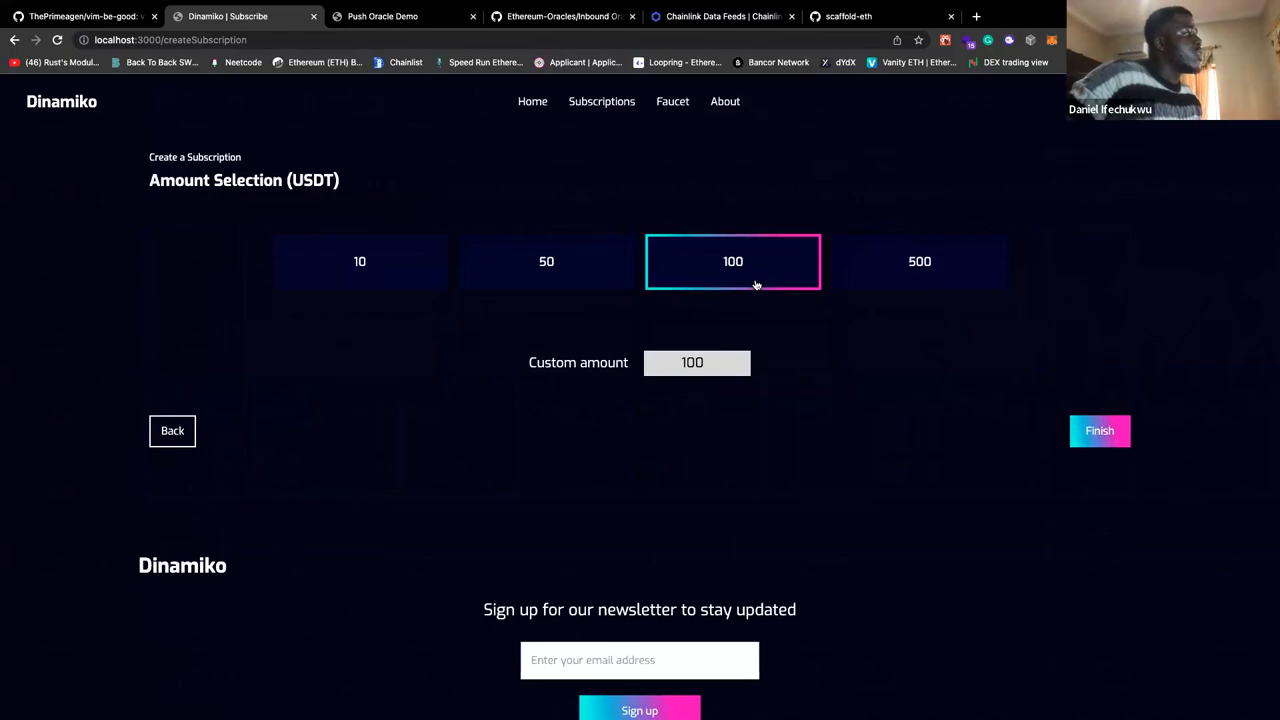 ThePrimeagen/vim-be-good: v
Dinamiko | Subscribe
Push Oracle Demo
Ethereum-Oracles/Inbound Ora
Chainlink Data Feeds | Chainlin
scaffold-eth
localhost:3000/createSubscription
15
(46) Rust's Modul...
Back To Back SW...
Neetcode
Ethereum (ETH) B...
Chainlist
Speed Run Ethere...
Applicant | Applic...
Loopring - Ethere...
Bancor Network
dYdX
Vanity ETH | Ether...
DEX trading view
Daniel Ifechukwu
Dinamiko
Home
Subscriptions
Faucet
About
Create a Subscription
Amount Selection (USDT)
10
50
100
500
Custom amount
100
Back
Finish
Dinamiko
Sign up for our newsletter to stay updated
Enter your email address
Sign up